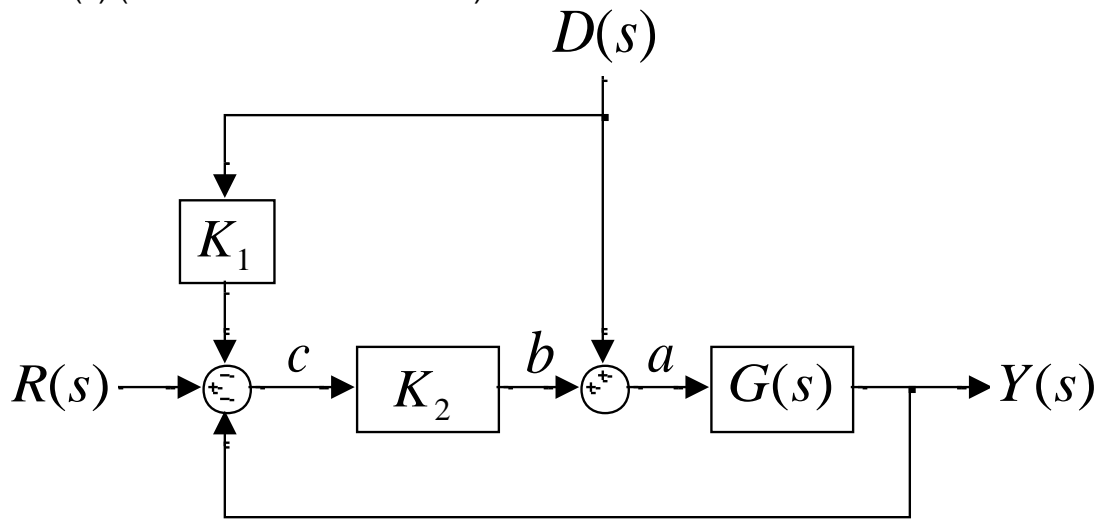 D(s)
K₁
c
b
a
R(s)
+ − −
K₂
+ +
G(s)
Y(s)